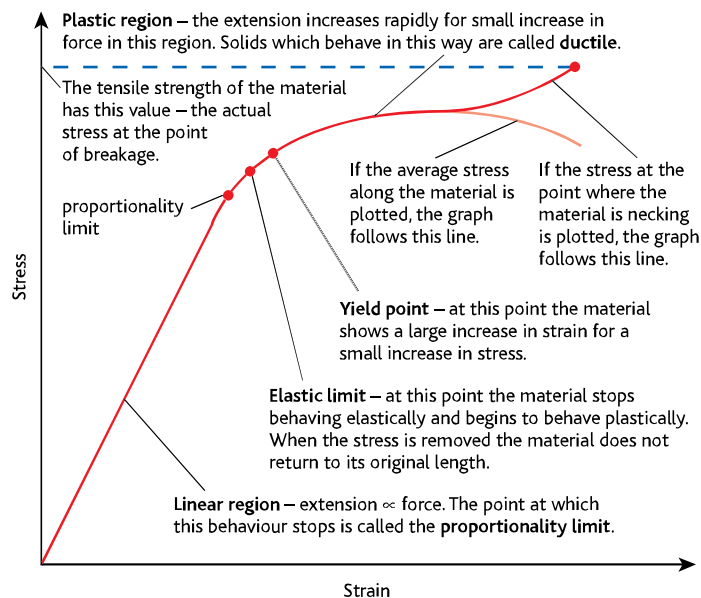 Plastic region – the extension increases rapidly for small increase in
force in this region. Solids which behave in this way are called ductile.
The tensile strength of the material
has this value – the actual
stress at the point
of breakage.
proportionality
limit
If the average stress
along the material is
plotted, the graph
follows this line.
If the stress at the
point where the
material is necking
is plotted, the graph
follows this line.
Stress
Yield point – at this point the material
shows a large increase in strain for a
small increase in stress.
Elastic limit – at this point the material stops
behaving elastically and begins to behave plastically.
When the stress is removed the material does not
return to its original length.
Linear region – extension ∝ force. The point at which
this behaviour stops is called the proportionality limit.
Strain